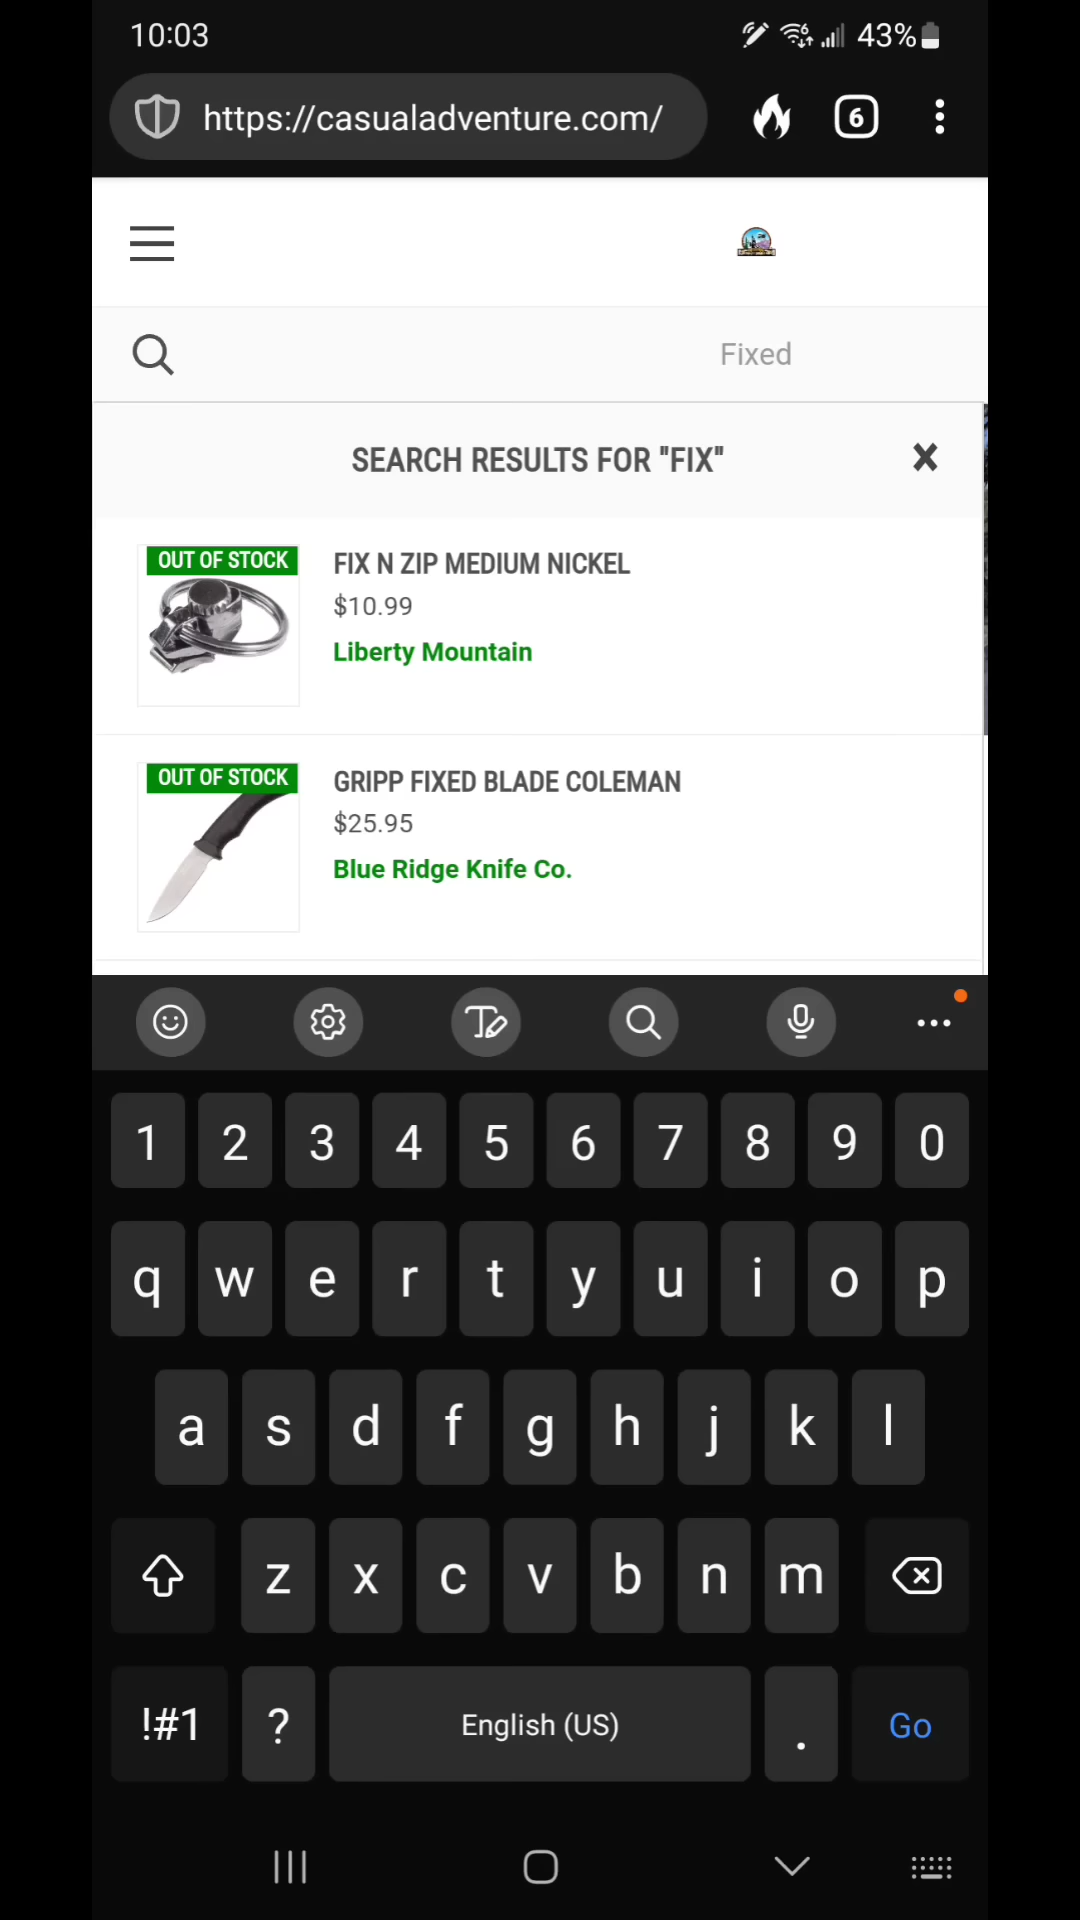 10:03
43%
https://casualadventure.com/
6
Fixed
SEARCH RESULTS FOR "FIX"
X
OUT OF STOCK
FIX N ZIP MEDIUM NICKEL
$10.99
Liberty Mountain
OUT OF STOCK
GRIPP FIXED BLADE COLEMAN
$25.95
Blue Ridge Knife Co.
1 2 3 4 5 6 7 8 9 0
q w e r t y u i o p
a s d f g h j k l
z x c v b n m
!#1 ? English (US) . Go